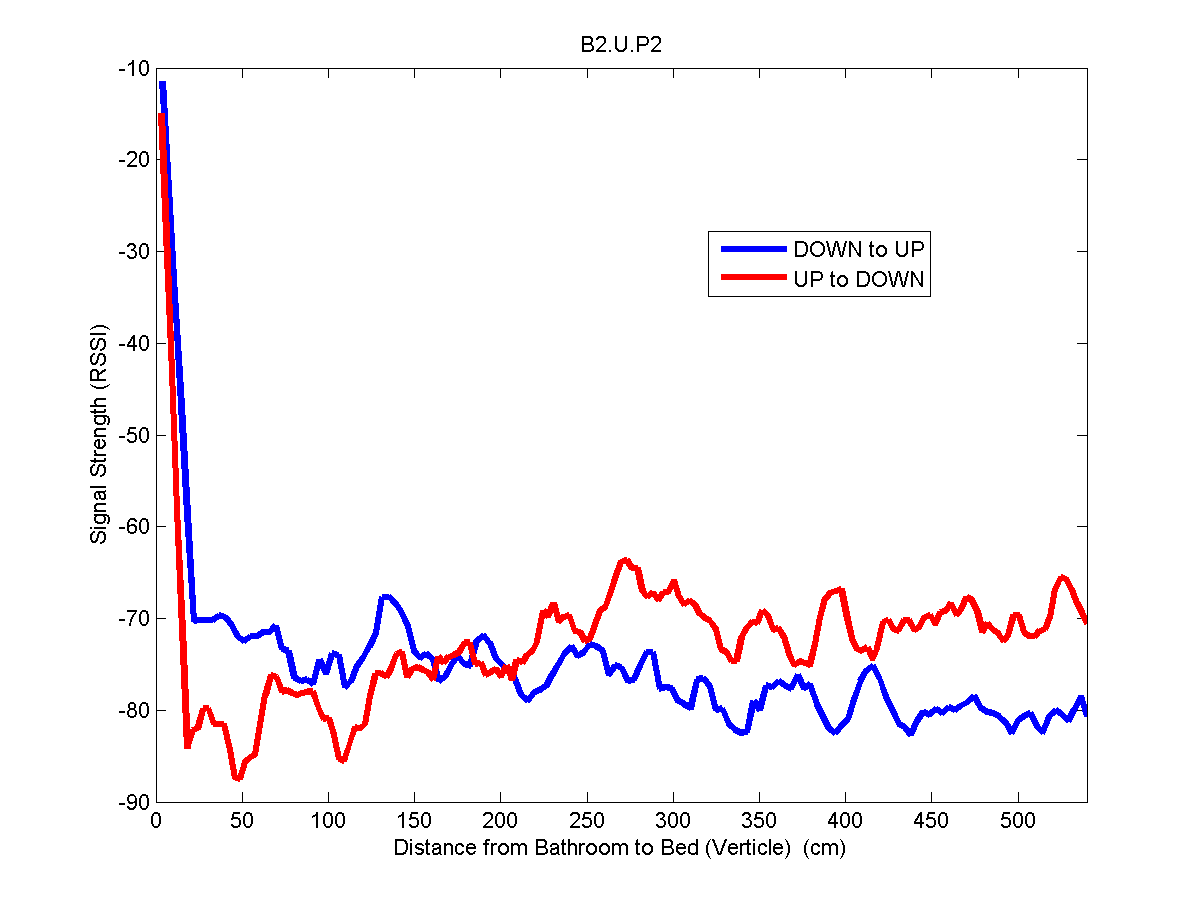 B2.U.P2
-10
-20
-30
-40
-50
-60
-70
-80
-90
Signal Strength (RSSI)
DOWN to UP
UP to DOWN
0 50 100 150 200 250 300 350 400 450 500
Distance from Bathroom to Bed (Verticle) (cm)